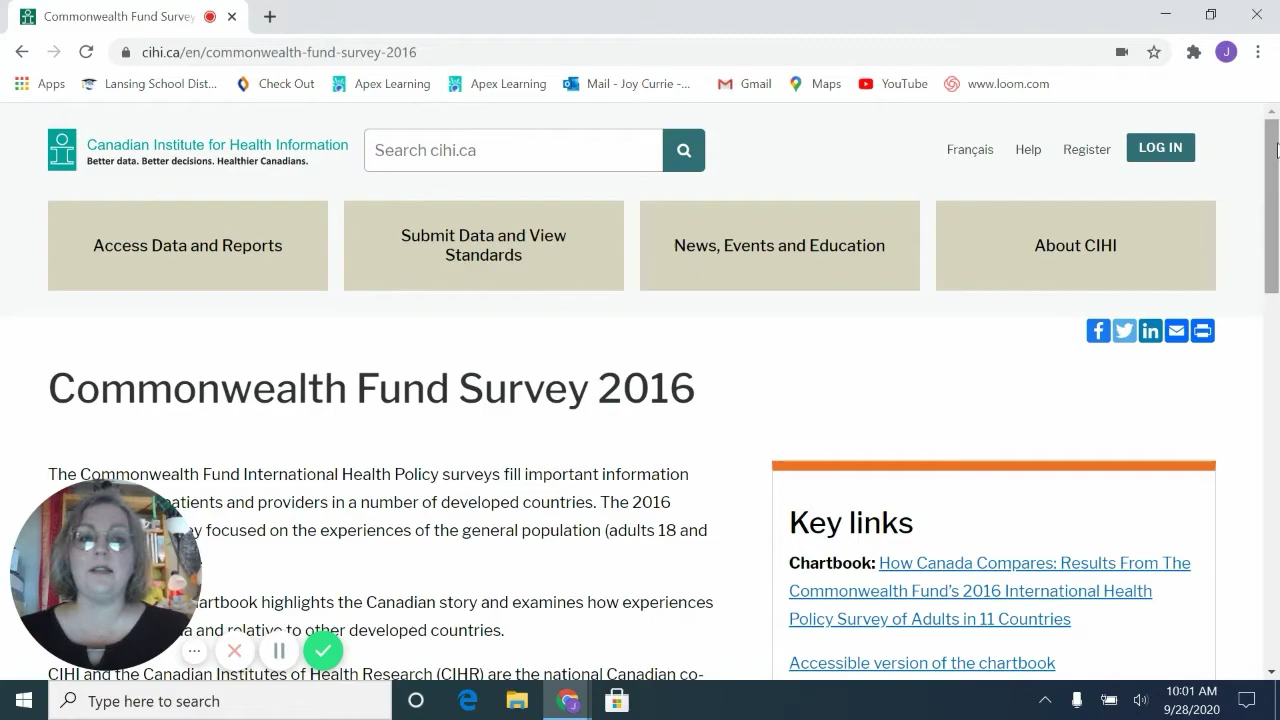 Commonwealth Fund Survey
cihi.ca/en/commonwealth-fund-survey-2016
J
Apps
Lansing School Dist...
Check Out
Apex Learning
Apex Learning
Mail - Joy Currie -...
Gmail
Maps
YouTube
www.loom.com
Canadian Institute for Health Information
Better data. Better decisions. Healthier Canadians.
Search cihi.ca
Français
Help
Register
LOG IN
Access Data and Reports
Submit Data and View
Standards
News, Events and Education
About CIHI
Commonwealth Fund Survey 2016
The Commonwealth Fund International Health Policy surveys fill important information
patients and providers in a number of developed countries. The 2016
focused on the experiences of the general population (adults 18 and
highlights the Canadian story and examines how experiences
and relative to other developed countries.
CIHI and the Canadian Institutes of Health Research (CIHR) are the national Canadian co-
Key links
Chartbook: How Canada Compares: Results From The
Commonwealth Fund's 2016 International Health
Policy Survey of Adults in 11 Countries
Accessible version of the chartbook
Type here to search
10:01 AM
9/28/2020